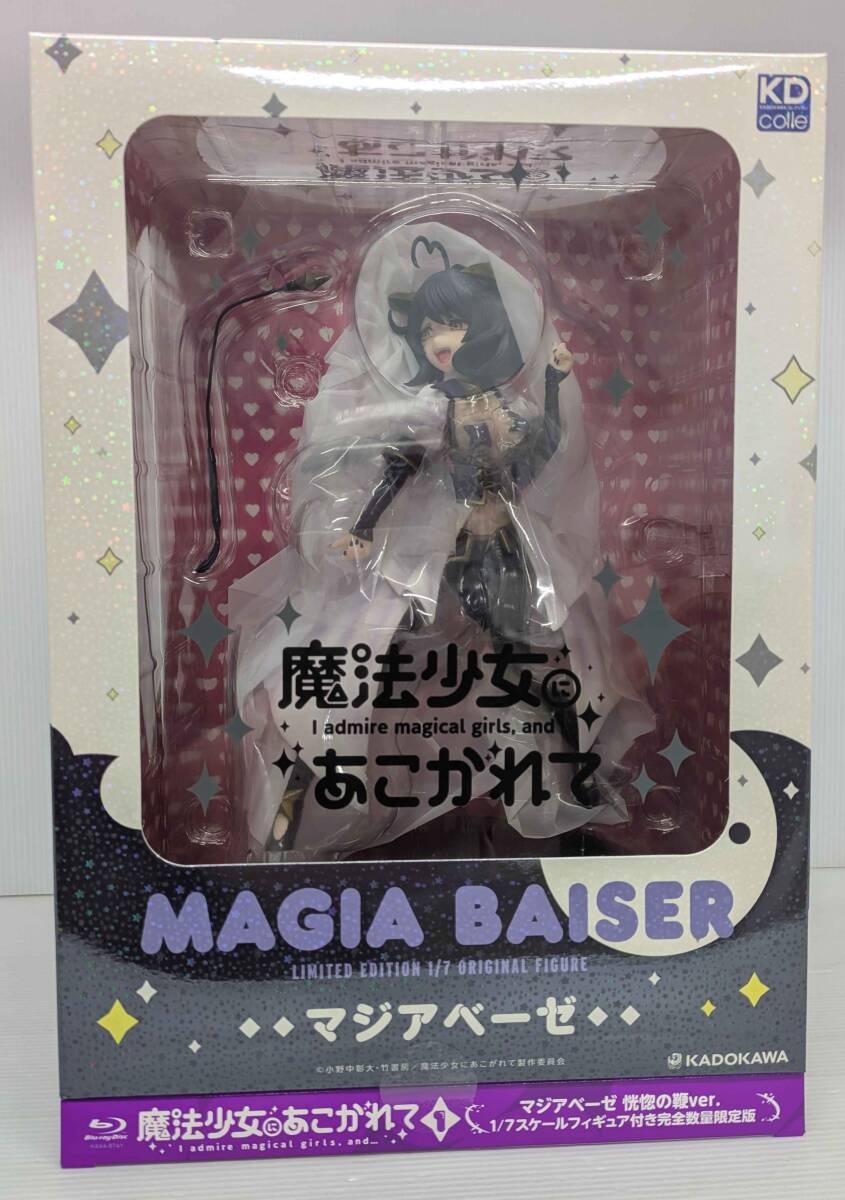 KD
colle
魔法少女に
I admire magical girls, and
あこがれて
MAGIA BAISER
LIMITED EDITION 1/7 ORIGINAL FIGURE
マジアベーゼ
©小野中彰大・竹書房／魔法少女にあこがれて製作委員会
KADOKAWA
Blu-ray Disc
魔法少女にあこがれて 1
I admire magical girls, and...
マジアベーゼ 恍惚の鞭ver.
1/7スケールフィギュア付き完全数量限定版